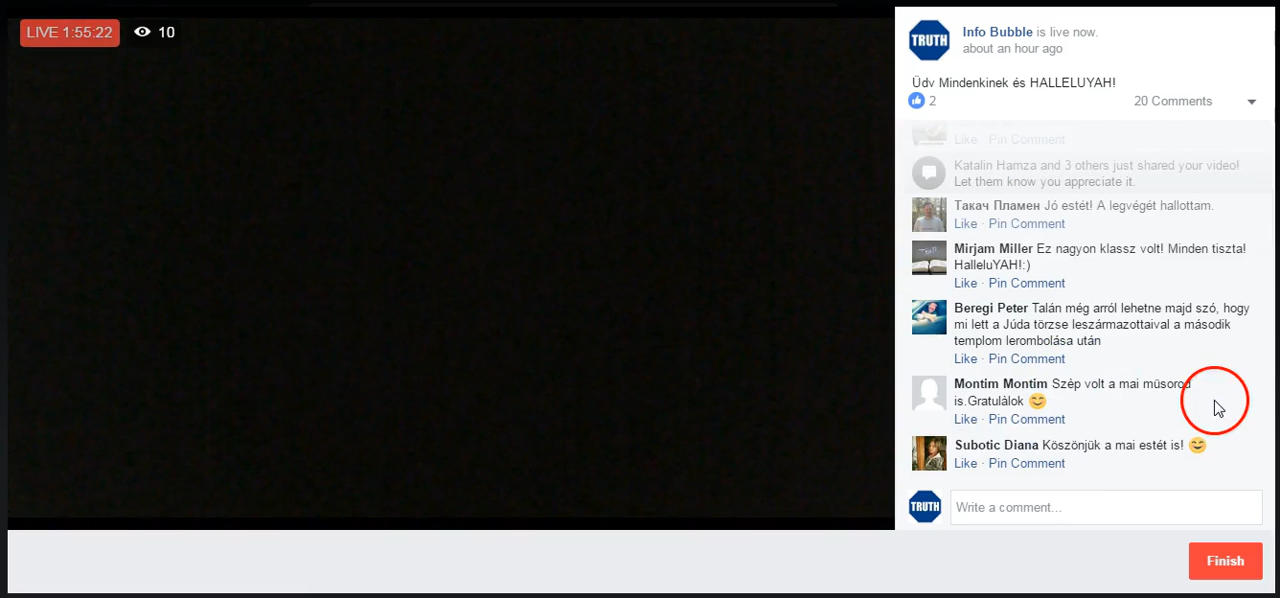 LIVE 1:55:22
10
TRUTH
Info Bubble is live now.
about an hour ago
Üdv Mindenkinek és HALLELUYAH!
2
20 Comments
Like · Pin Comment
Katalin Hamza and 3 others just shared your video!
Let them know you appreciate it.
Такач Пламен Jó estét! A legvégét hallottam.
Like · Pin Comment
Mirjam Miller Ez nagyon klassz volt! Minden tiszta!
HalleluYAH!:)
Like · Pin Comment
Beregi Peter Talán még arról lehetne majd szó, hogy
mi lett a Júda törzse leszármazottaival a második
templom lerombolása után
Like · Pin Comment
Montim Montim Szép volt a mai müsorod
is.Gratulàlok 😊
Like · Pin Comment
Subotic Diana Köszönjük a mai estét is! 😊
Like · Pin Comment
TRUTH
Write a comment...
Finish